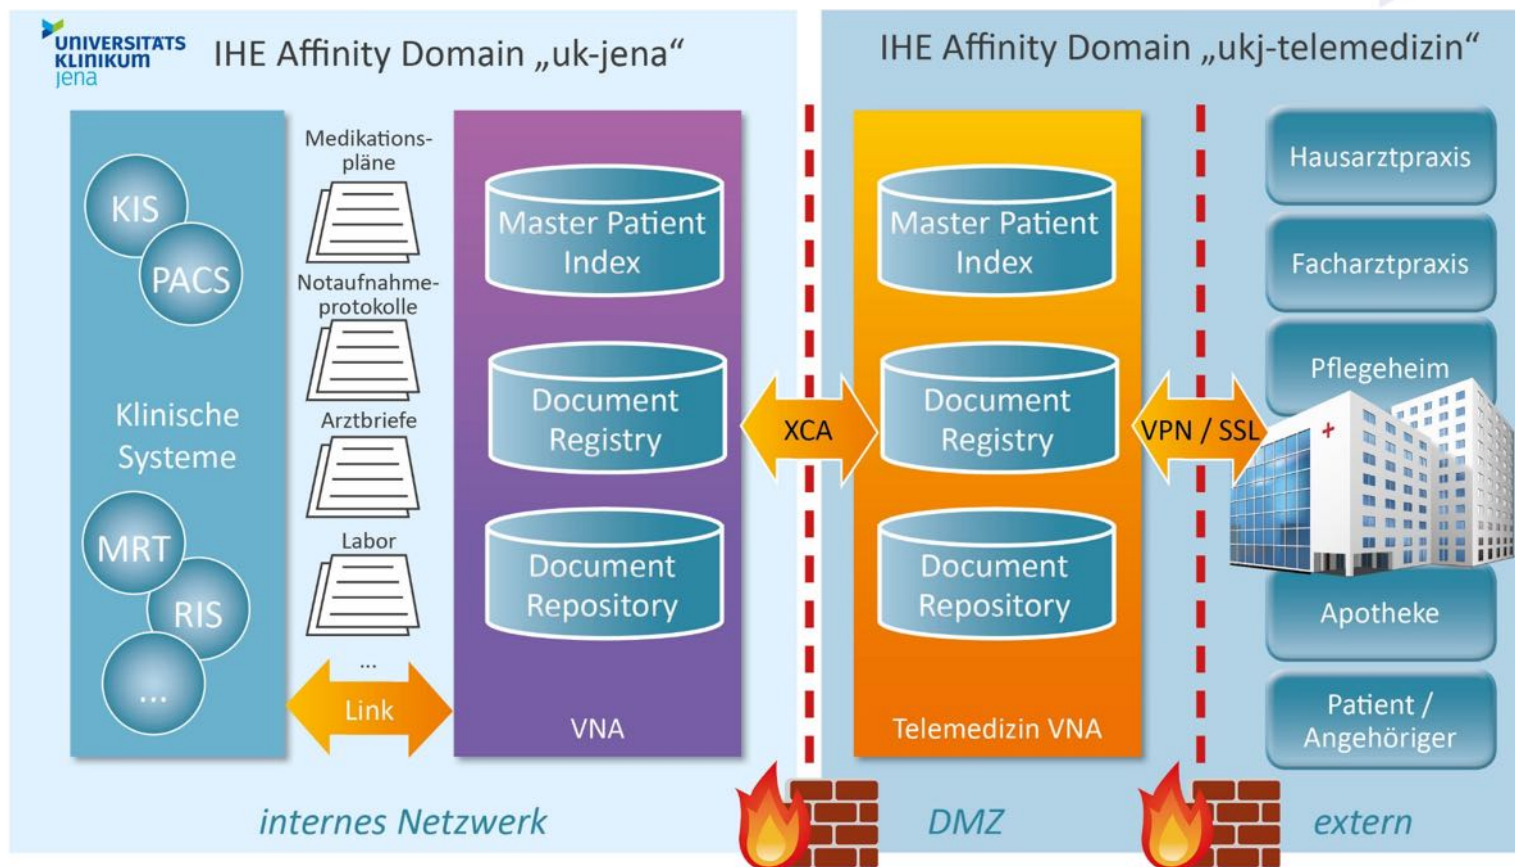 UNIVERSITÄTS
KLINIKUM
jena
IHE Affinity Domain „uk-jena“
IHE Affinity Domain „ukj-telemedizin“
KIS
PACS
Klinische
Systeme
MRT
RIS
...
Medikations-
pläne
Notaufnahme-
protokolle
Arztbriefe
Labor
...
Link
Master Patient
Index
Document
Registry
Document
Repository
VNA
XCA
Master Patient
Index
Document
Registry
Document
Repository
Telemedizin VNA
VPN / SSL
Hausarztpraxis
Facharztpraxis
Pflegeheim
Apotheke
Patient /
Angehöriger
internes Netzwerk
DMZ
extern